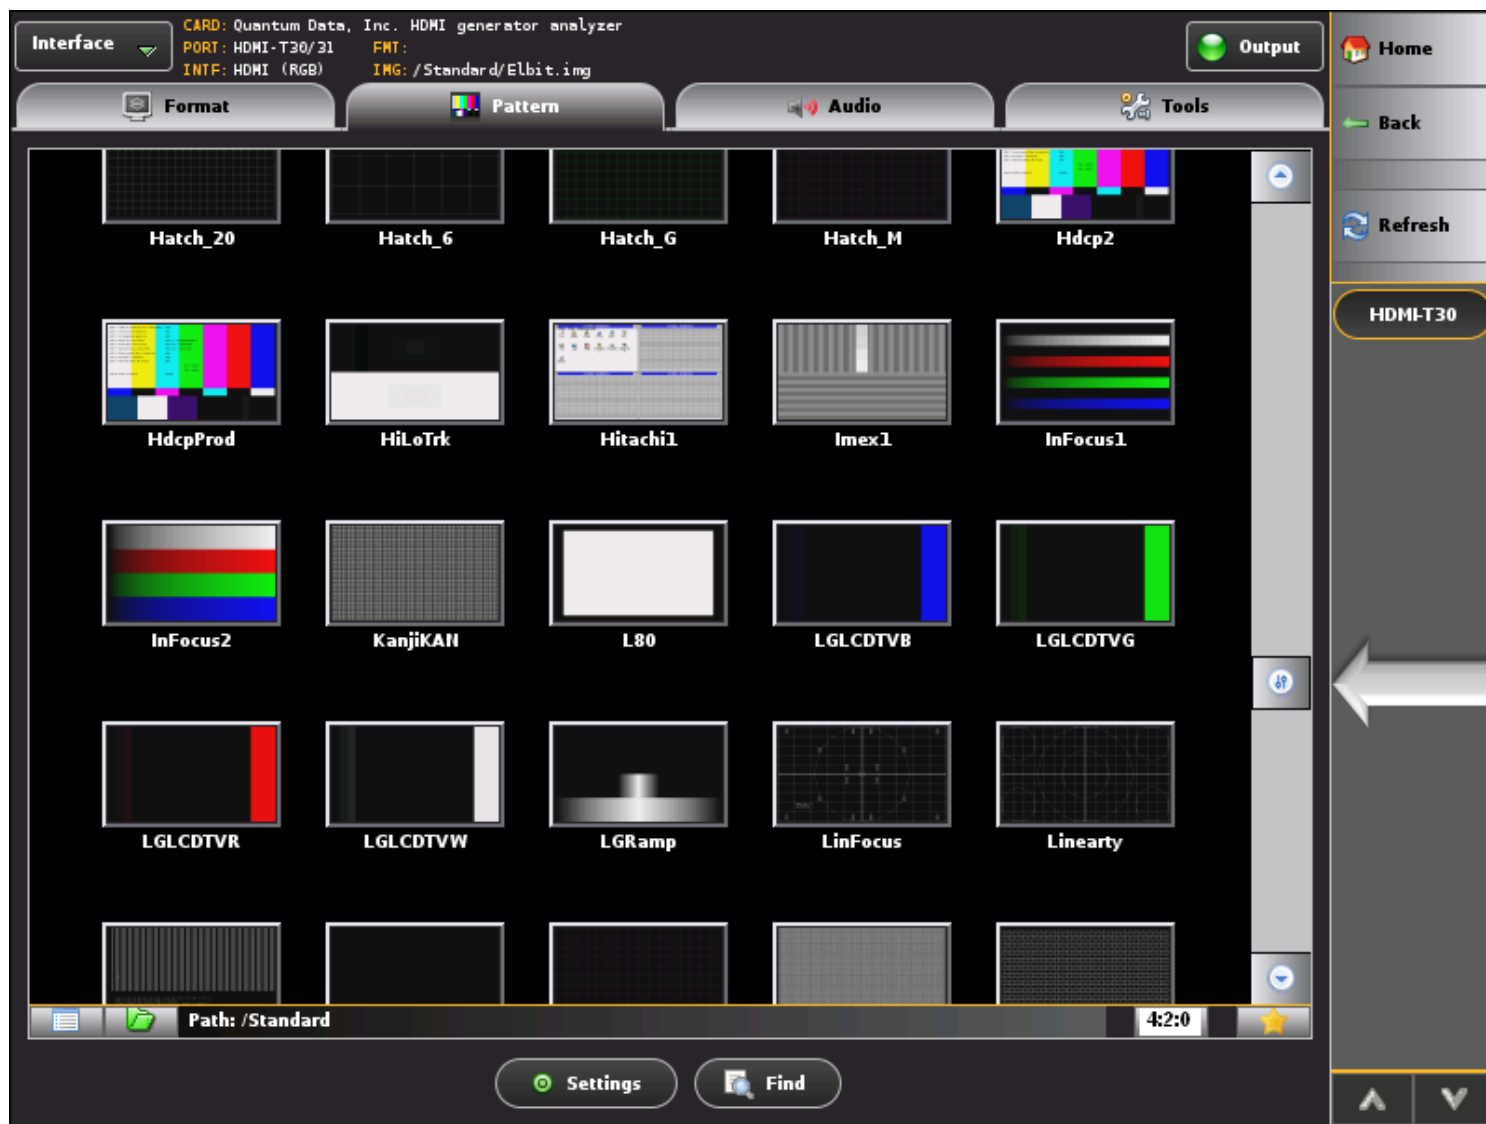 Interface
CARD: Quantum Data, Inc. HDMI generator analyzer
PORT: HDMI-T30/31 FMT:
INTF: HDMI (RGB) IMG: /Standard/Elbit.img
Output
Home
Format
Pattern
Audio
Tools
Back
Refresh
HDMI-T30
Hatch_20 Hatch_6 Hatch_G Hatch_M Hdcp2
HdcpProd HiLoTrk Hitachi1 Imex1 InFocus1
InFocus2 KanjiKAN L80 LGLCDTVB LGLCDTVG
LGLCDTVR LGLCDTVW LGRamp LinFocus Linearty
Path: /Standard
4:2:0
Settings
Find